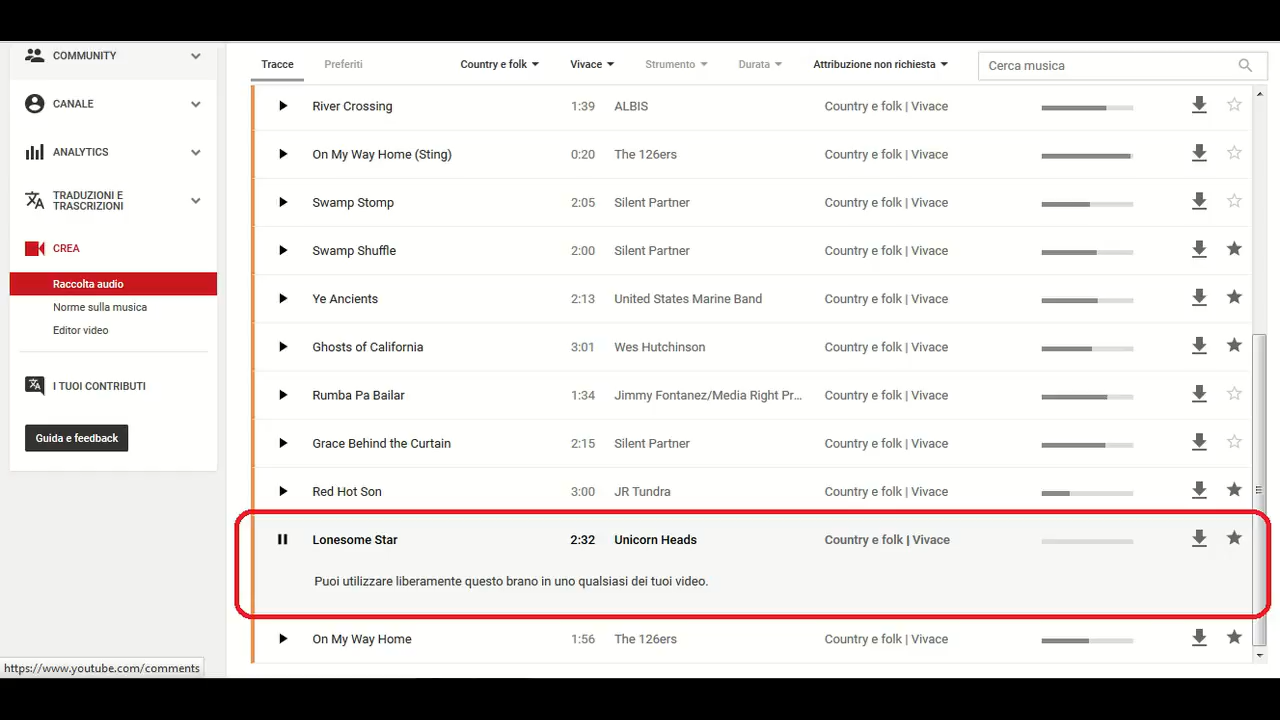 COMMUNITY
CANALE
ANALYTICS
TRADUZIONI E
TRASCRIZIONI
CREA
Raccolta audio
Norme sulla musica
Editor video
I TUOI CONTRIBUTI
Guida e feedback
Tracce Preferiti Country e folk Vivace Strumento Durata Attribuzione non richiesta Cerca musica
River Crossing 1:39 ALBIS Country e folk | Vivace
On My Way Home (Sting) 0:20 The 126ers Country e folk | Vivace
Swamp Stomp 2:05 Silent Partner Country e folk | Vivace
Swamp Shuffle 2:00 Silent Partner Country e folk | Vivace
Ye Ancients 2:13 United States Marine Band Country e folk | Vivace
Ghosts of California 3:01 Wes Hutchinson Country e folk | Vivace
Rumba Pa Bailar 1:34 Jimmy Fontanez/Media Right Pr... Country e folk | Vivace
Grace Behind the Curtain 2:15 Silent Partner Country e folk | Vivace
Red Hot Son 3:00 JR Tundra Country e folk | Vivace
Lonesome Star 2:32 Unicorn Heads Country e folk | Vivace
Puoi utilizzare liberamente questo brano in uno qualsiasi dei tuoi video.
On My Way Home 1:56 The 126ers Country e folk | Vivace
https://www.youtube.com/comments